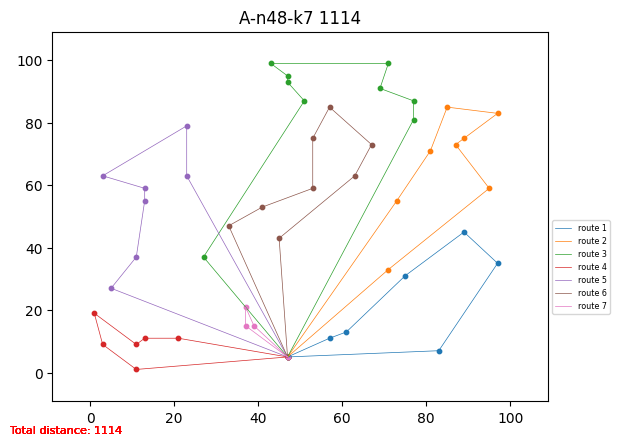 A-n48-k7 1114
100
80
60
40
20
0
0 20 40 60 80 100
route 1
route 2
route 3
route 4
route 5
route 6
route 7
Total distance: 1114